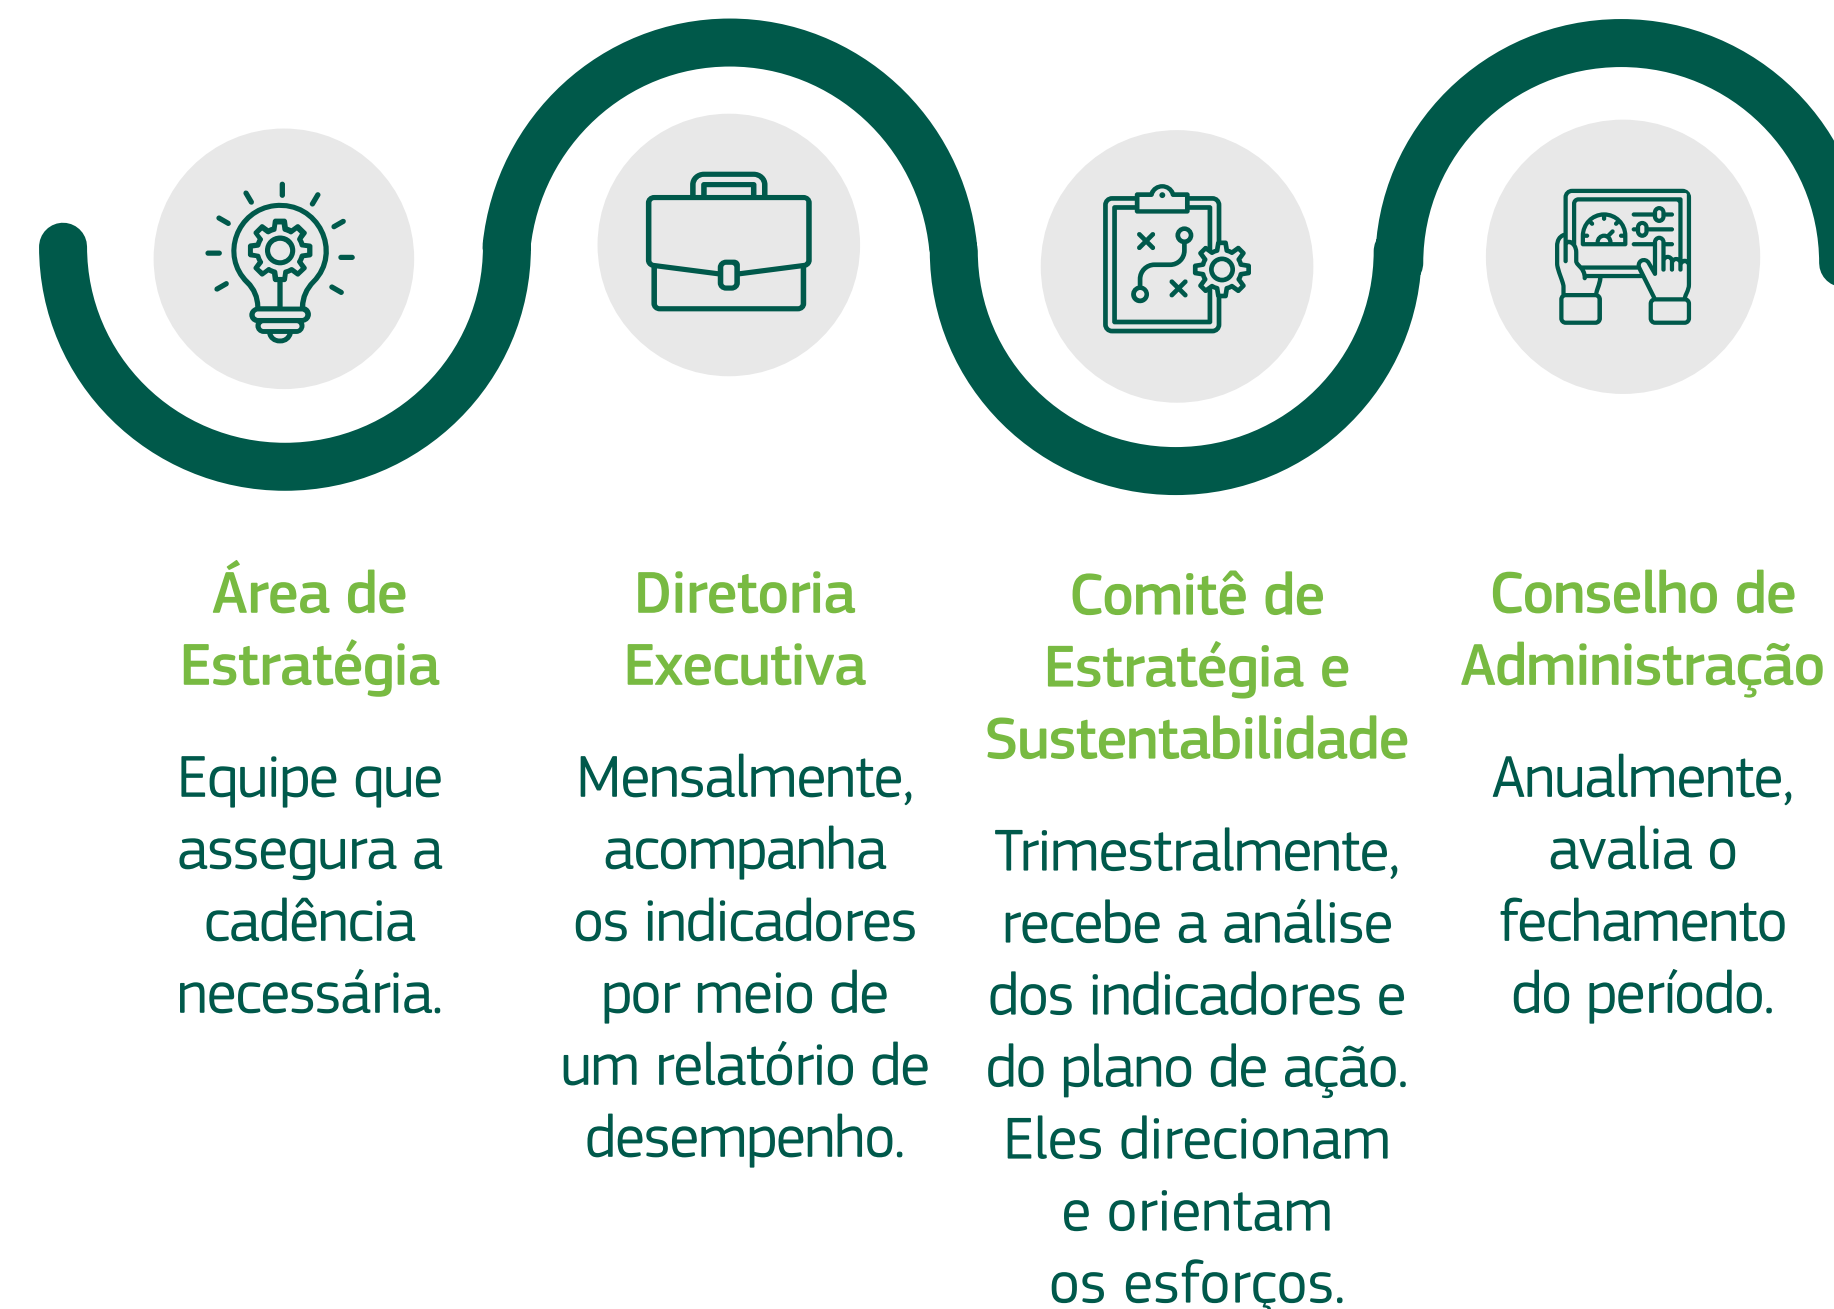 Área de
Estratégia
Equipe que
assegura a
cadência
necessária.
Diretoria
Executiva
Mensalmente,
acompanha
os indicadores
por meio de
um relatório de
desempenho.
Comitê de
Estratégia e
Sustentabilidade
Trimestralmente,
recebe a análise
dos indicadores e
do plano de ação.
Eles direcionam
e orientam
os esforços.
Conselho de
Administração
Anualmente,
avalia o
fechamento
do período.